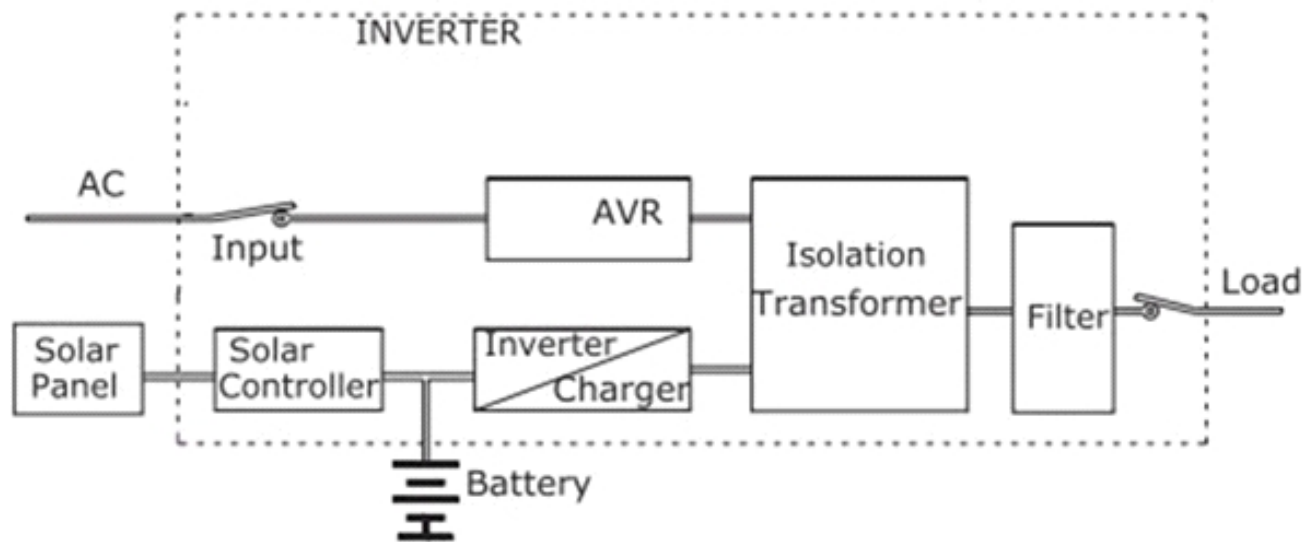 INVERTER
AC
Input
AVR
Isolation
Transformer
Filter
Load
Solar
Panel
Solar
Controller
Inverter
Charger
Battery